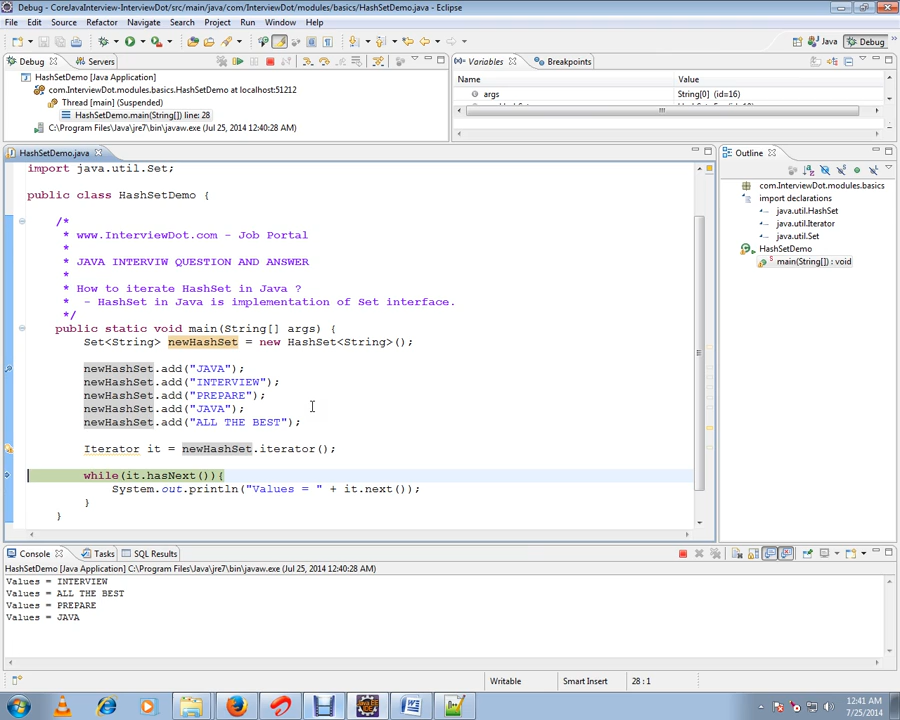 Debug - CoreJavaInterview-InterviewDot/src/main/java/com/InterviewDot/modules/basics/HashSetDemo.java - Eclipse
File Edit Source Refactor Navigate Search Project Run Window Help
Java Debug
Debug Servers
HashSetDemo [Java Application]
com.InterviewDot.modules.basics.HashSetDemo at localhost:51212
Thread [main] (Suspended)
HashSetDemo.main(String[]) line: 28
C:\Program Files\Java\jre7\bin\javaw.exe (Jul 25, 2014 12:40:28 AM)
Variables Breakpoints
Name Value
args String[0] (id=16)
HashSetDemo.java
import java.util.Set;
public class HashSetDemo {
/*
* www.InterviewDot.com - Job Portal
*
* JAVA INTERVIW QUESTION AND ANSWER
*
* How to iterate HashSet in Java ?
* - HashSet in Java is implementation of Set interface.
*/
public static void main(String[] args) {
Set<String> newHashSet = new HashSet<String>();
newHashSet.add("JAVA");
newHashSet.add("INTERVIEW");
newHashSet.add("PREPARE");
newHashSet.add("JAVA");
newHashSet.add("ALL THE BEST");
Iterator it = newHashSet.iterator();
while(it.hasNext()){
System.out.println("Values = " + it.next());
}
}
Outline
com.InterviewDot.modules.basics
import declarations
java.util.HashSet
java.util.Iterator
java.util.Set
HashSetDemo
main(String[]) : void
Console Tasks SQL Results
HashSetDemo [Java Application] C:\Program Files\Java\jre7\bin\javaw.exe (Jul 25, 2014 12:40:28 AM)
Values = INTERVIEW
Values = ALL THE BEST
Values = PREPARE
Values = JAVA
Writable Smart Insert 28 : 1
12:41 AM
7/25/2014